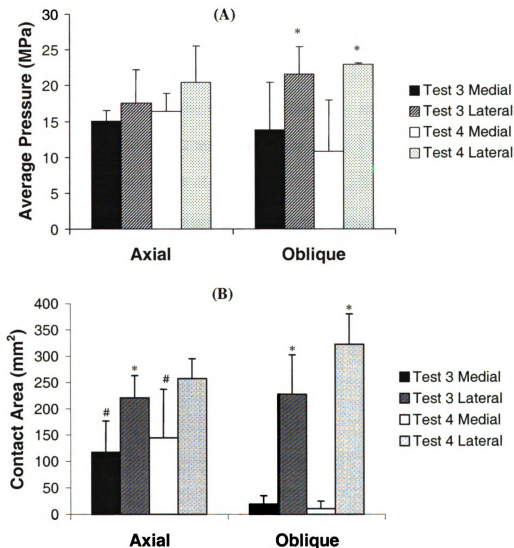 (A)
30
25
20
15
10
5
0
Average Pressure (MPa)
*
*
Axial
Oblique
Test 3 Medial
Test 3 Lateral
Test 4 Medial
Test 4 Lateral
(B)
400
350
300
250
200
150
100
50
0
Contact Area (mm²)
#
*
#
*
*
Axial
Oblique
Test 3 Medial
Test 3 Lateral
Test 4 Medial
Test 4 Lateral